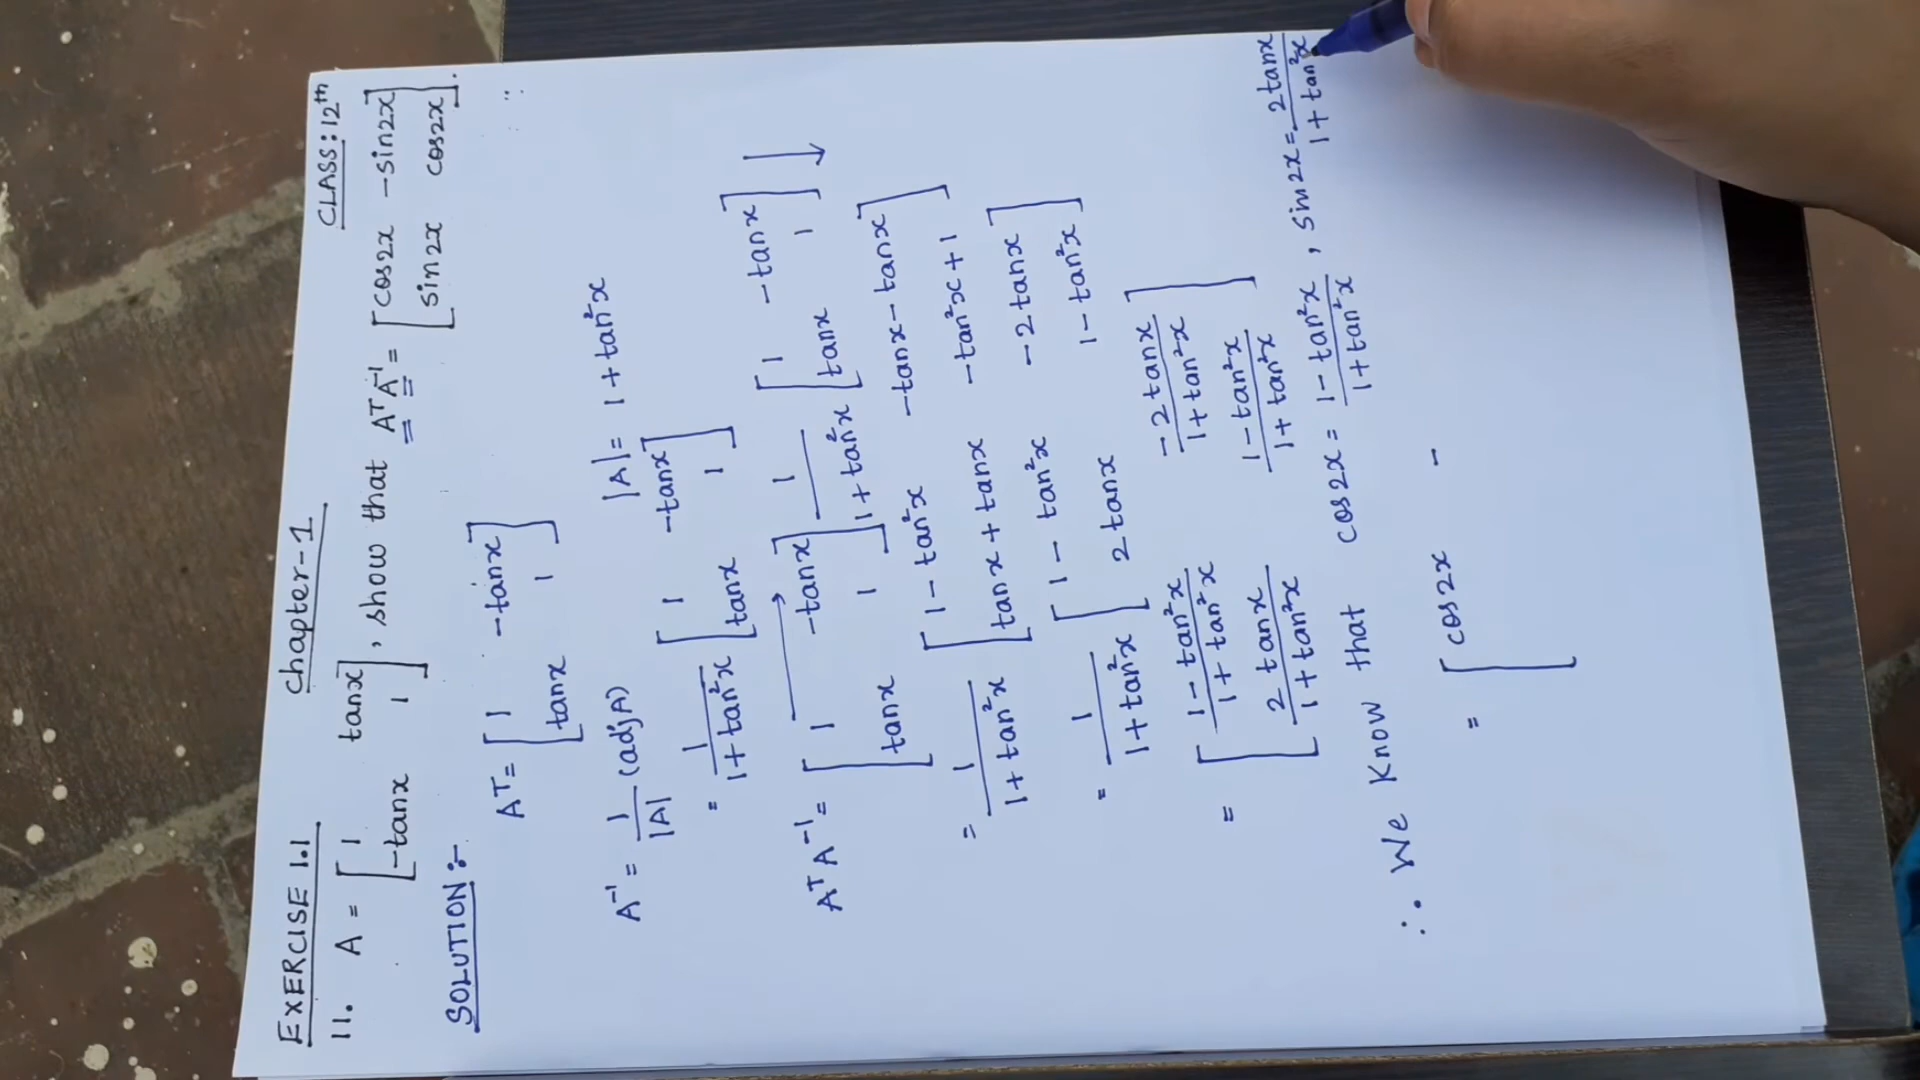 EXERCISE 1.1 Chapter-1 CLASS: 12th
11. A = [1 tanx; -tanx 1], show that AᵀA⁻¹ = [cos2x -sin2x; sin2x cos2x].
SOLUTION :-
Aᵀ = [1 -tanx; tanx 1]
A⁻¹ = 1/|A| (adjA) |A| = 1 + tan²x
= 1/(1+tan²x) [1 -tanx; tanx 1]
AᵀA⁻¹ = [1 -tanx; tanx 1] 1/(1+tan²x) [1 -tanx; tanx 1]
= 1/(1+tan²x) [1-tan²x -tanx-tanx; tanx+tanx -tan²x+1]
= 1/(1+tan²x) [1-tan²x -2tanx; 2tanx 1-tan²x]
= [(1-tan²x)/(1+tan²x) (-2tanx)/(1+tan²x); (2tanx)/(1+tan²x) (1-tan²x)/(1+tan²x)]
∴ We Know that cos2x = (1-tan²x)/(1+tan²x), sin2x = (2tanx)/(1+tan²x)
= [cos2x -